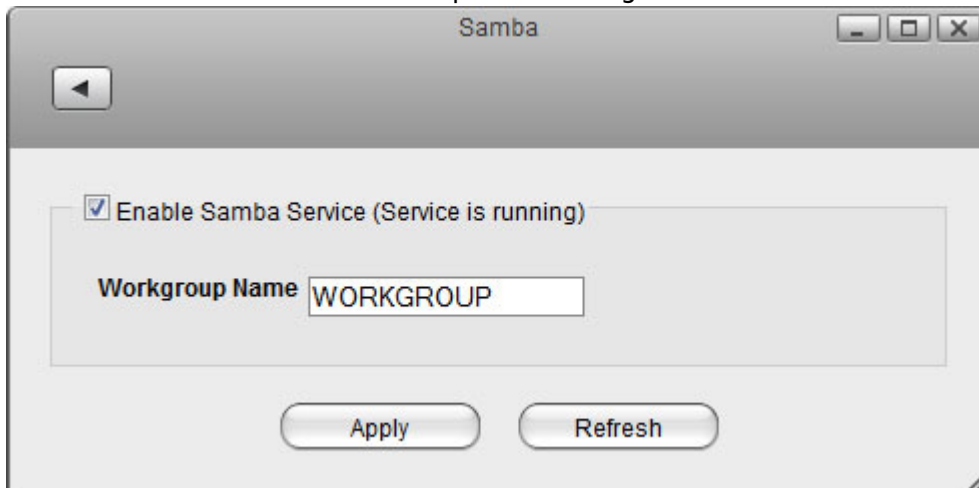 Samba
Enable Samba Service (Service is running)
Workgroup Name WORKGROUP
Apply Refresh